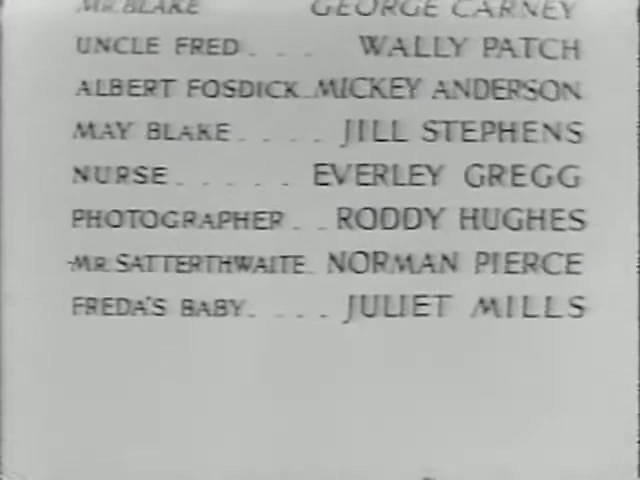 MR. BLAKE GEORGE CARNEY
UNCLE FRED . . . WALLY PATCH
ALBERT FOSDICK . . MICKEY ANDERSON
MAY BLAKE . . . . JILL STEPHENS
NURSE . . . . . EVERLEY GREGG
PHOTOGRAPHER . . RODDY HUGHES
MR. SATTERTHWAITE . NORMAN PIERCE
FREDA'S BABY . . . . JULIET MILLS